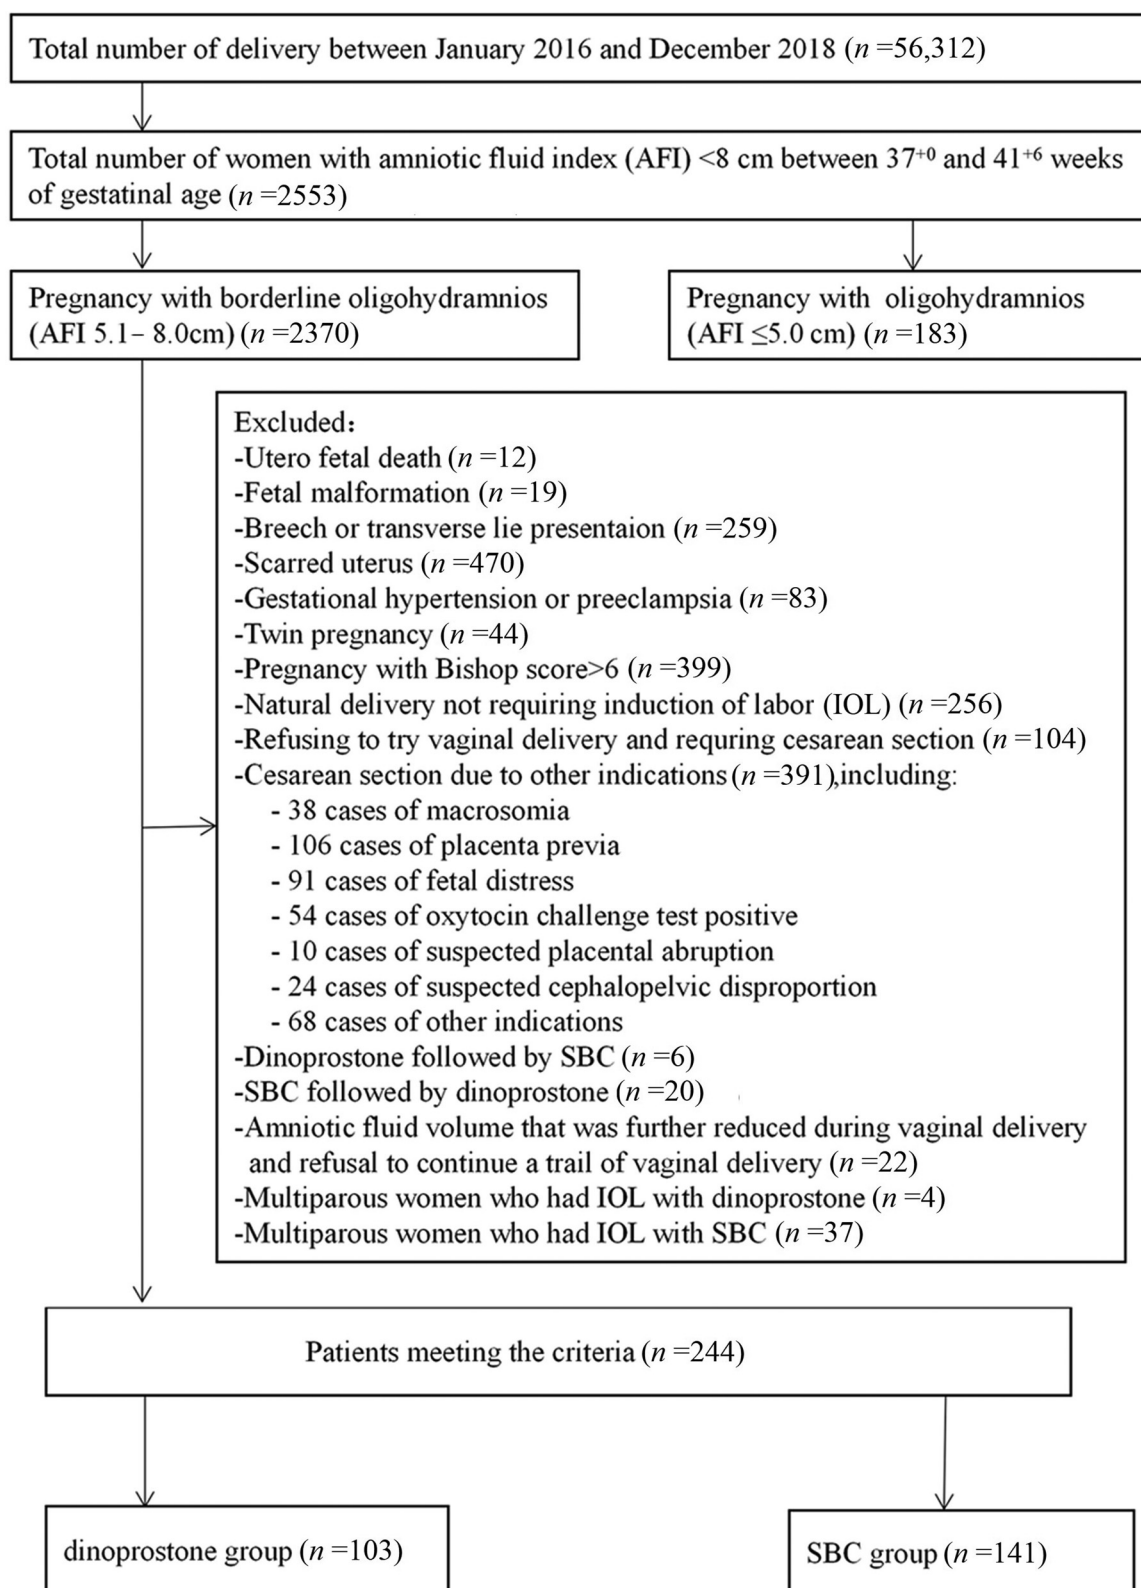 Total number of delivery between January 2016 and December 2018 (n =56,312)
Total number of women with amniotic fluid index (AFI) <8 cm between 37+0 and 41+6 weeks
of gestatinal age (n =2553)
Pregnancy with borderline oligohydramnios
(AFI 5.1– 8.0cm) (n =2370)
Pregnancy with oligohydramnios
(AFI ≤5.0 cm) (n =183)
Excluded：
-Utero fetal death (n =12)
-Fetal malformation (n =19)
-Breech or transverse lie presentaion (n =259)
-Scarred uterus (n =470)
-Gestational hypertension or preeclampsia (n =83)
-Twin pregnancy (n =44)
-Pregnancy with Bishop score>6 (n =399)
-Natural delivery not requiring induction of labor (IOL) (n =256)
-Refusing to try vaginal delivery and requring cesarean section (n =104)
-Cesarean section due to other indications (n =391),including:
- 38 cases of macrosomia
- 106 cases of placenta previa
- 91 cases of fetal distress
- 54 cases of oxytocin challenge test positive
- 10 cases of suspected placental abruption
- 24 cases of suspected cephalopelvic disproportion
- 68 cases of other indications
-Dinoprostone followed by SBC (n =6)
-SBC followed by dinoprostone (n =20)
-Amniotic fluid volume that was further reduced during vaginal delivery
and refusal to continue a trail of vaginal delivery (n =22)
-Multiparous women who had IOL with dinoprostone (n =4)
-Multiparous women who had IOL with SBC (n =37)
Patients meeting the criteria (n =244)
dinoprostone group (n =103)
SBC group (n =141)